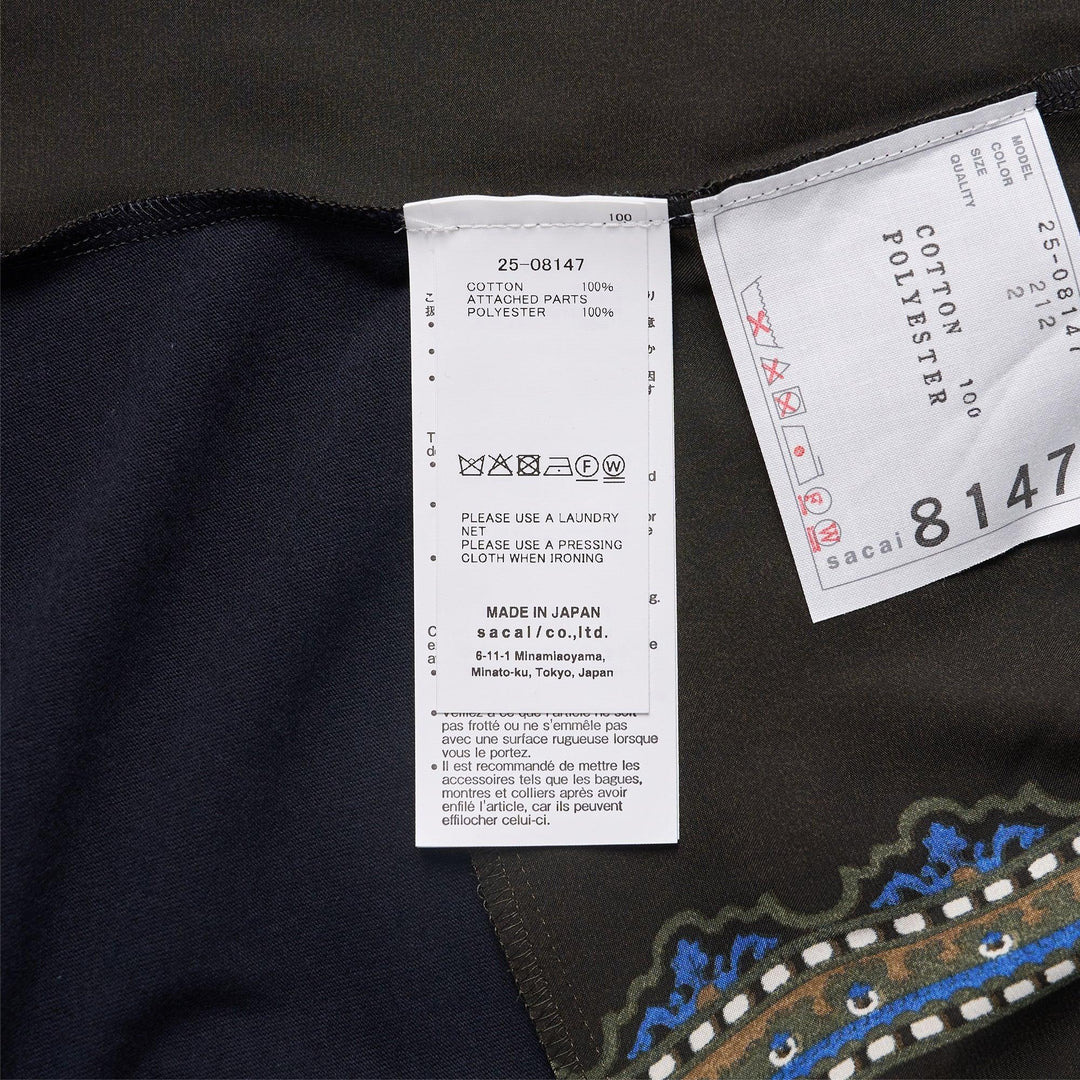 100
25-08147
COTTON 100%
ATTACHED PARTS
POLYESTER 100%
F W
PLEASE USE A LAUNDRY
NET
PLEASE USE A PRESSING
CLOTH WHEN IRONING
MADE IN JAPAN
sacai/co.,ltd.
6-11-1 Minamiaoyama,
Minato-ku, Tokyo, Japan
pas frotté ou ne s'emmêle pas
avec une surface rugueuse lorsque
vous le portez.
• Il est recommandé de mettre les
accessoires tels que les bagues,
montres et colliers après avoir
enfilé l'article, car ils peuvent
effilocher celui-ci.
MODEL 25-08147
COLOR 212
SIZE 2
QUALITY
COTTON 100
POLYESTER
W
sacai 8147